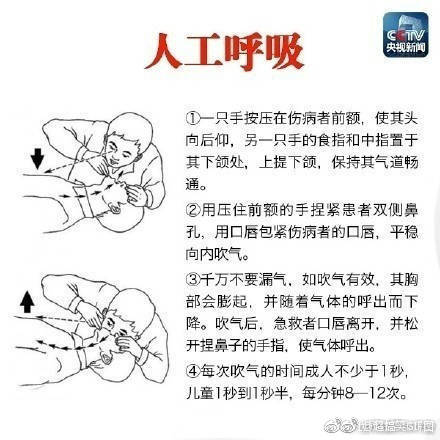 CCTV
央视新闻
人工呼吸
①一只手按压在伤病者前额，使其头
向后仰，另一只手的食指和中指置于
其下颌处，上提下颌，保持其气道畅
通。
②用压住前额的手捏紧患者双侧鼻
孔，用口唇包紧伤病者的口唇，平稳
向内吹气。
③千万不要漏气，如吹气有效，其胸
部会膨起，并随着气体的呼出而下
降。吹气后，急救者口唇离开，并松
开捏鼻子的手指，使气体呼出。
④每次吹气的时间成人不少于1秒，
儿童1秒到1秒半，每分钟8—12次。